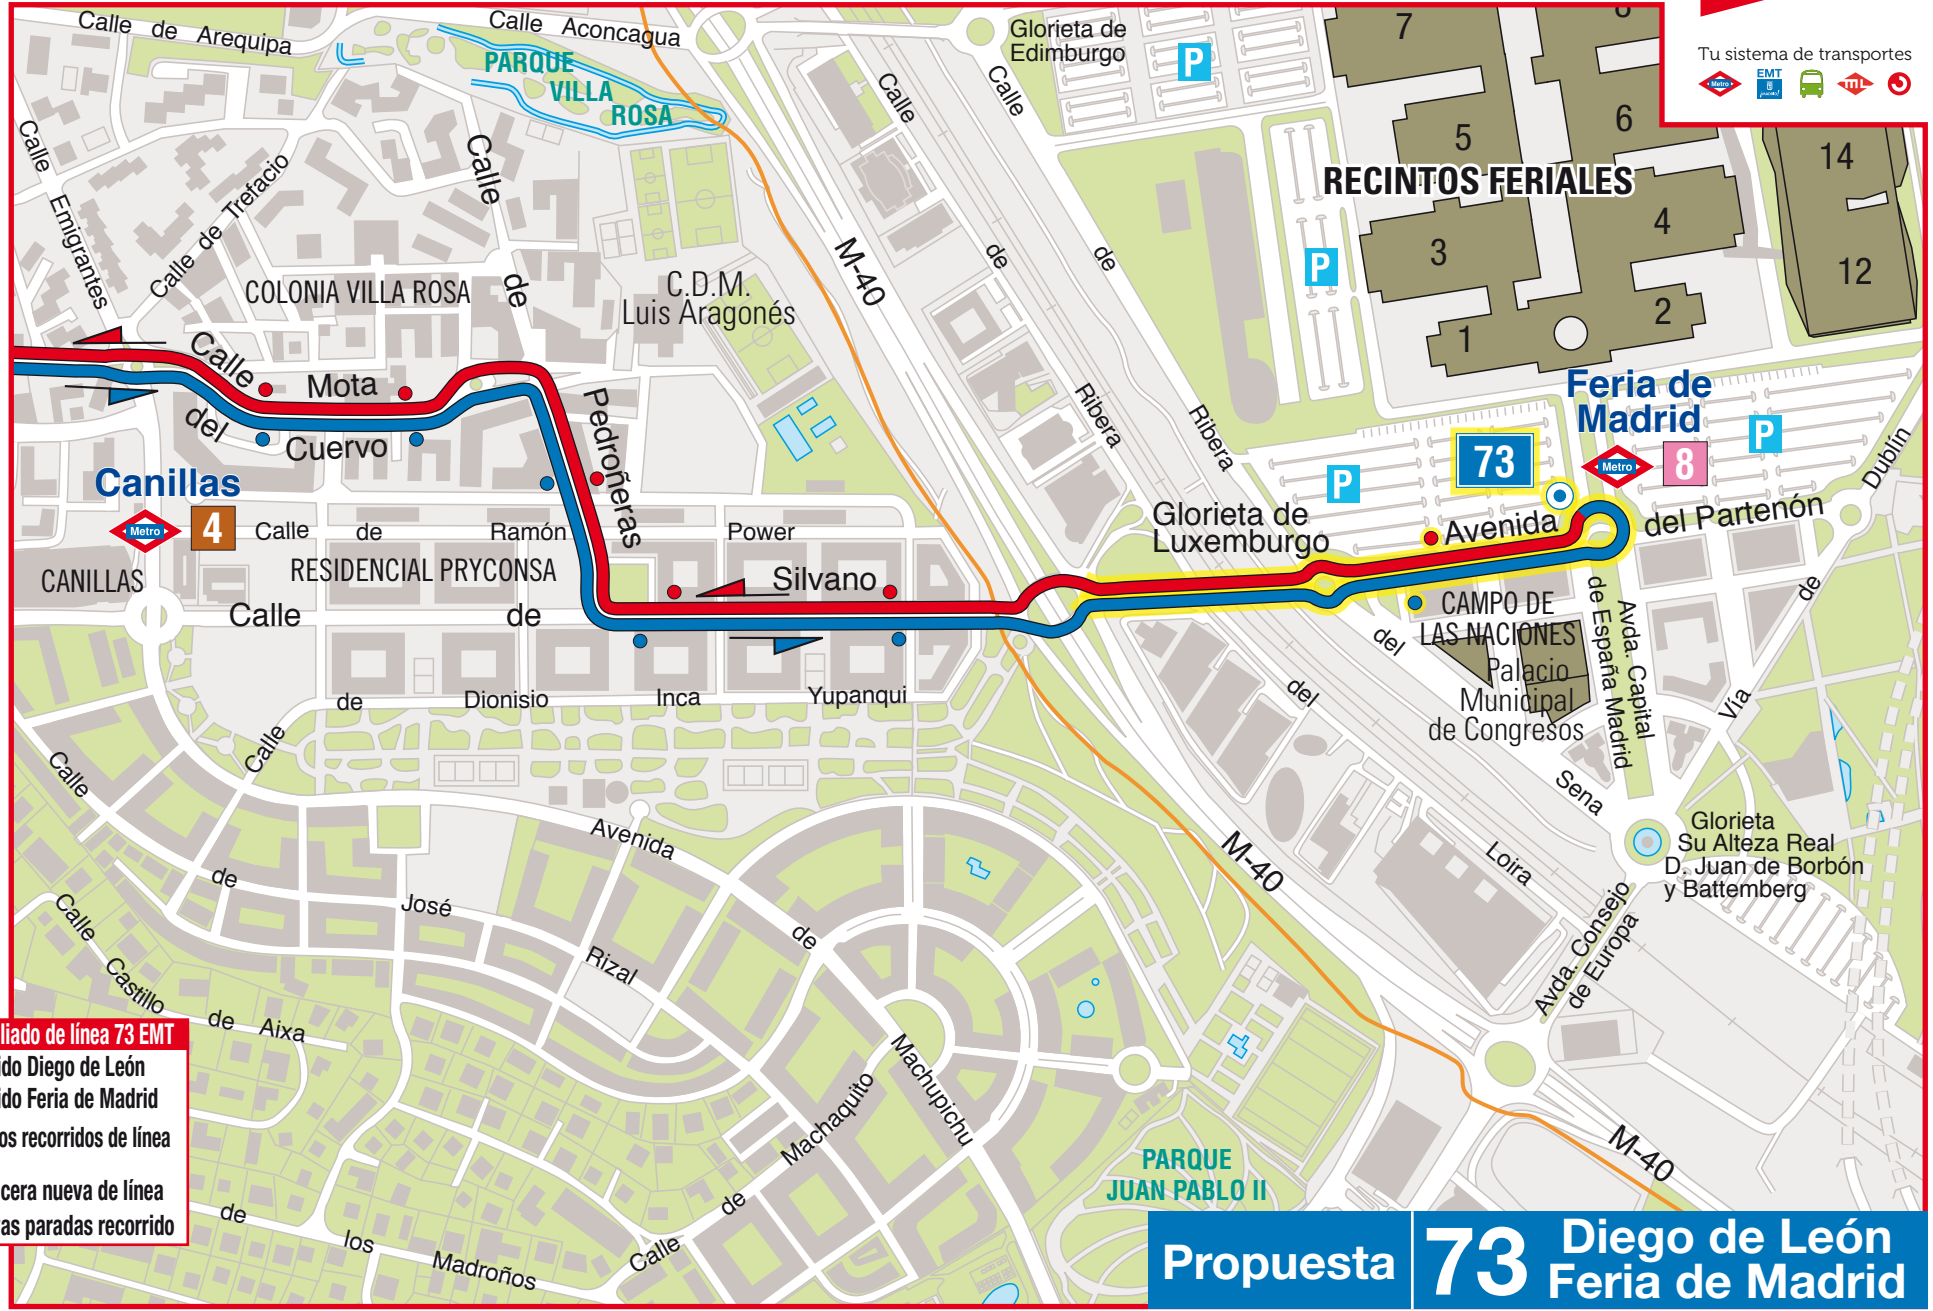 Calle de Arequipa
Calle Aconcagua
Glorieta de
Edimburgo
P
PARQUE
VILLA
ROSA
Calle
de
Calle
de
7
5
6
RECINTOS FERIALES
3
4
1
2
14
12
P
Tu sistema de transportes
Metro
EMT
mL
Calle
Emigrantes
Calle de Trefacio
Calle
de
Pedroñeras
COLONIA VILLA ROSA
C.D.M.
Luis Aragonés
M-40
Calle
del
Mota
Cuervo
Ribera
Ribera
Feria de
Madrid
Metro
8
P
P
73
Dublín
de
Vía
Canillas
Metro
4
CANILLAS
Calle de Ramón Power
RESIDENCIAL PRYCONSA
Calle de Silvano
Glorieta de
Luxemburgo
Avenida del Partenón
CAMPO DE
LAS NACIONES
Palacio
Municipal
de Congresos
Avda. Capital
de España Madrid
del
Sena
del
Loira
Calle de Dionisio Inca Yupanqui
Calle
de
José
Rizal
Avenida
de
Machupichu
M-40
Glorieta
Su Alteza Real
D. Juan de Borbón
y Battemberg
Avda. Consejo
de Europa
Calle
Castillo
de Aixa
Calle
de
Machaquito
de
los
Madroños
PARQUE
JUAN PABLO II
M-40
liado de línea 73 EMT
ido Diego de León
ido Feria de Madrid
os recorridos de línea
cera nueva de línea
tas paradas recorrido
Propuesta
73
Diego de León
Feria de Madrid